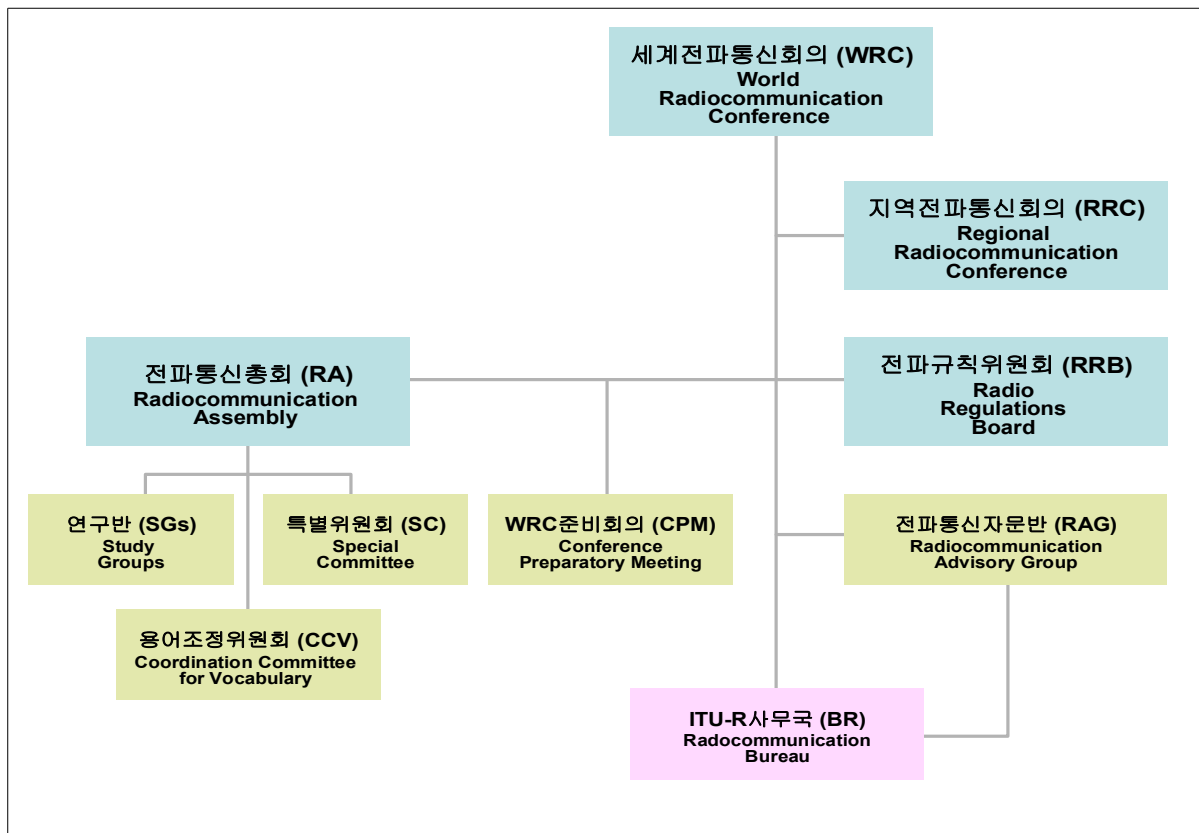 세계전파통신회의 (WRC)
World
Radiocommunication
Conference
지역전파통신회의 (RRC)
Regional
Radiocommunication
Conference
전파통신총회 (RA)
Radiocommunication
Assembly
전파규칙위원회 (RRB)
Radio
Regulations
Board
연구반 (SGs)
Study
Groups
특별위원회 (SC)
Special
Committee
WRC준비회의 (CPM)
Conference
Preparatory Meeting
전파통신자문반 (RAG)
Radiocommunication
Advisory Group
용어조정위원회 (CCV)
Coordination Committee
for Vocabulary
ITU-R사무국 (BR)
Radocommunication
Bureau